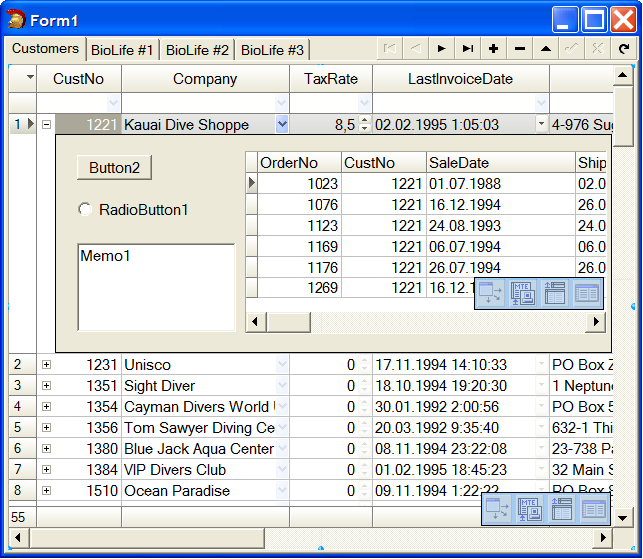 Form1
Customers BioLife #1 BioLife #2 BioLife #3
CustNo Company TaxRate LastInvoiceDate
1 1221 Kauai Dive Shoppe 8,5 02.02.1995 1:05:03 4-976 Sug
Button2
RadioButton1
Memo1
OrderNo CustNo SaleDate Ship
1023 1221 01.07.1988 02.0
1076 1221 16.12.1994 26.0
1123 1221 24.08.1993 24.0
1169 1221 06.07.1994 06.0
1176 1221 26.07.1994 26.0
1269 1221 16.12.1
MTE
2 1231 Unisco 0 17.11.1994 14:10:33 PO Box Z
3 1351 Sight Diver 0 18.10.1994 19:20:30 1 Neptune
4 1354 Cayman Divers World 0 30.01.1992 2:00:56 PO Box 5
5 1356 Tom Sawyer Diving Ce 0 20.03.1992 9:35:40 632-1 Thi
6 1380 Blue Jack Aqua Center 0 08.11.1994 23:22:08 23-738 Pa
7 1384 VIP Divers Club 0 01.02.1995 18:45:23 32 Main S
8 1510 Ocean Paradise 0 09.11.1994 1:22:22 PO Box 8
MTE
55